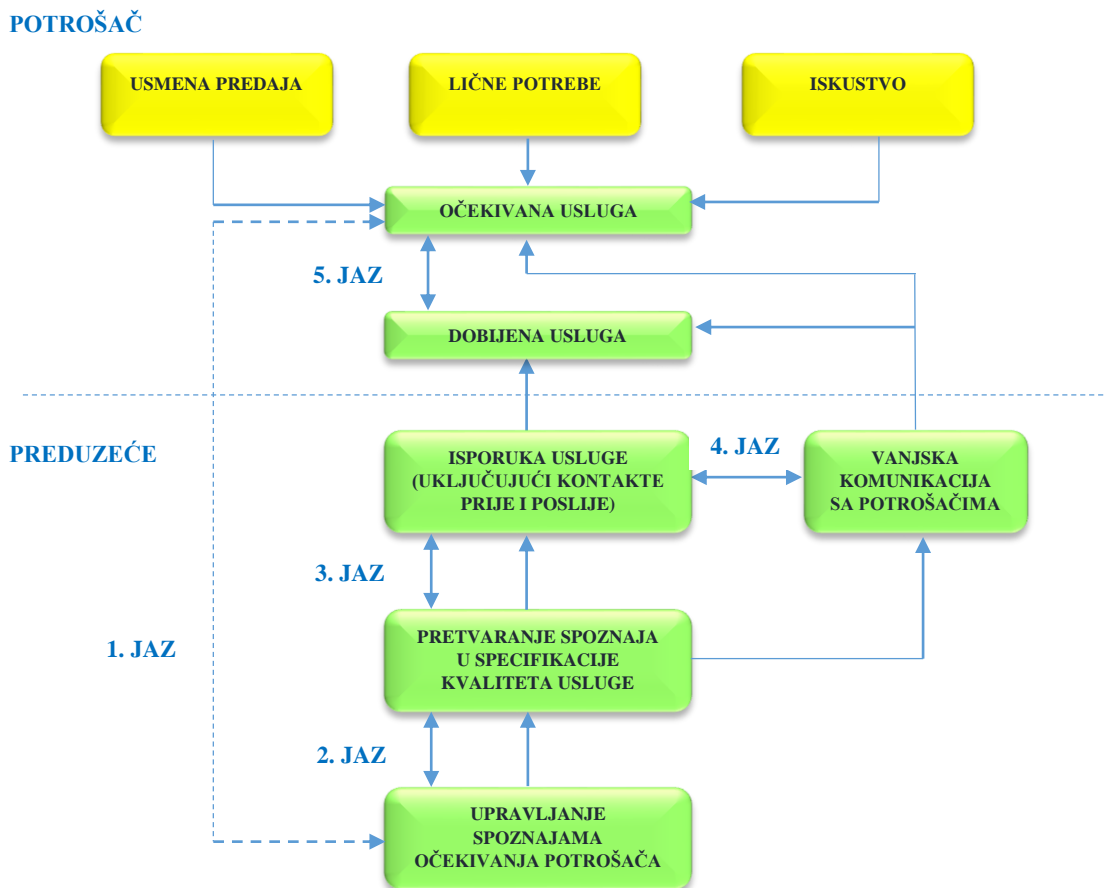 POTROŠAČ
USMENA PREDAJA
LIČNE POTREBE
ISKUSTVO
OČEKIVANA USLUGA
5. JAZ
DOBIJENA USLUGA
PREDUZEĆE
ISPORUKA USLUGE
(UKLJUČUJUĆI KONTAKTE
PRIJE I POSLIJE)
4. JAZ
VANJSKA
KOMUNIKACIJA
SA POTROŠAČIMA
3. JAZ
1. JAZ
PRETVARANJE SPOZNAJA
U SPECIFIKACIJE
KVALITETA USLUGE
2. JAZ
UPRAVLJANJE
SPOZNAJAMA
OČEKIVANJA POTROŠAČA